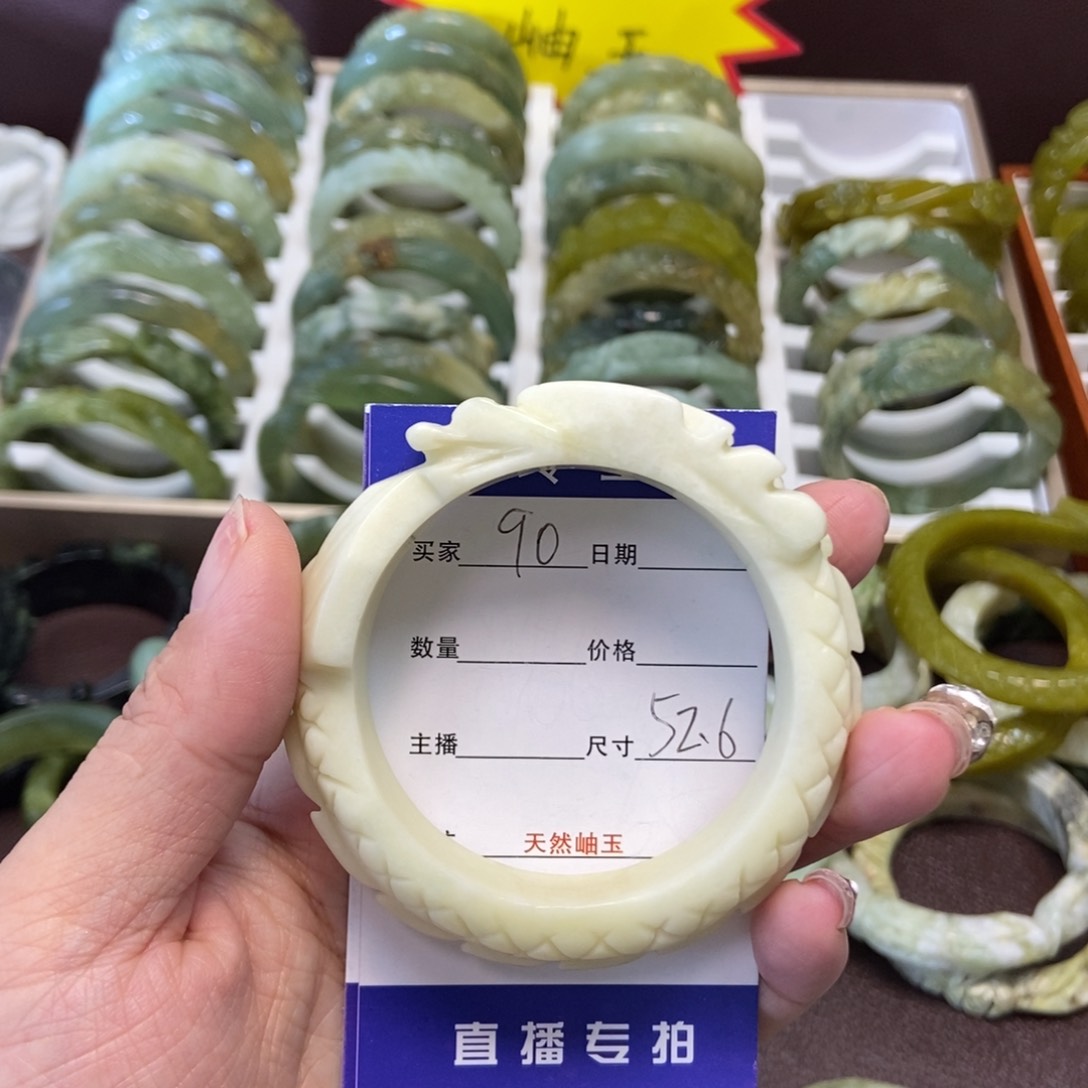 岫玉
买家 90 日期
数量 价格
主播 尺寸 52.6
天然岫玉
直播专拍